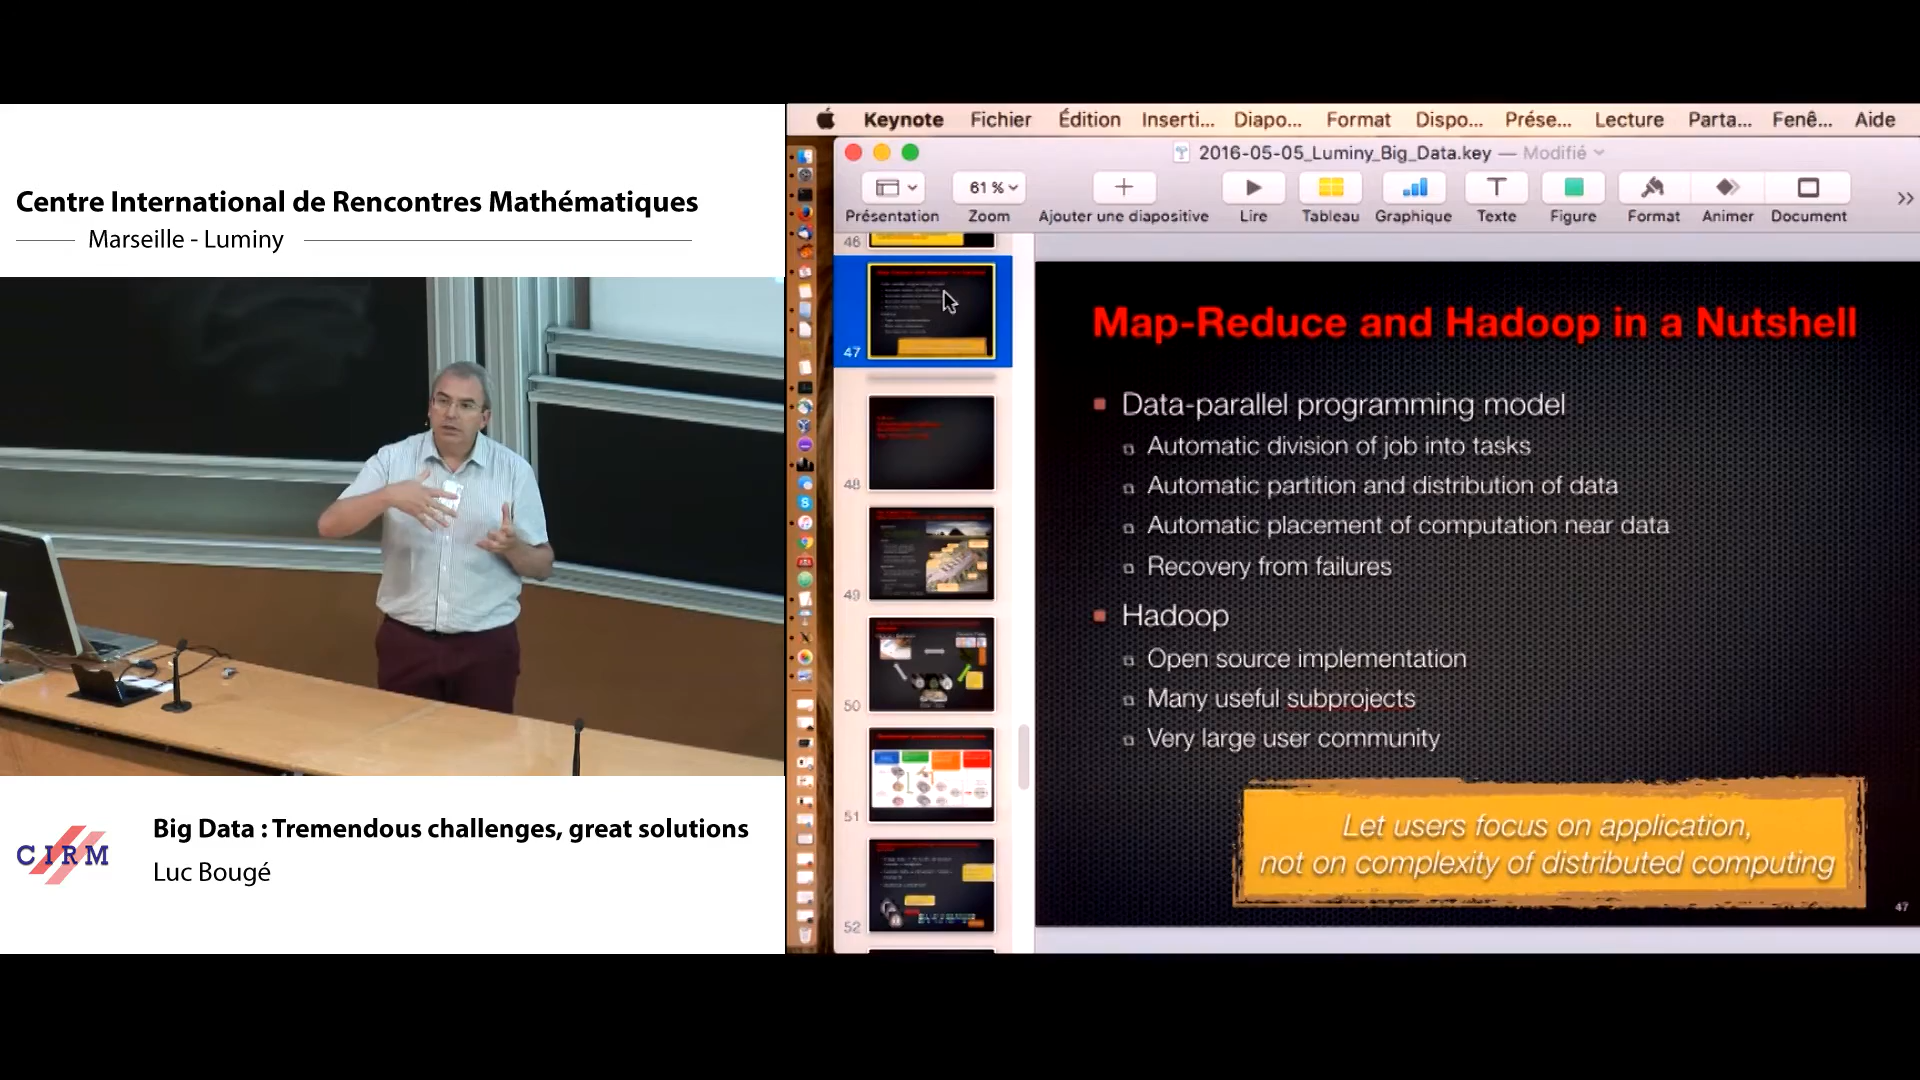 Centre International de Rencontres Mathématiques
Marseille - Luminy
CIRM
Big Data : Tremendous challenges, great solutions
Luc Bougé
Keynote Fichier Édition Inserti... Diapo... Format Dispo... Prése... Lecture Parta... Fenê... Aide
2016-05-05_Luminy_Big_Data.key — Modifié
61 %
Présentation Zoom Ajouter une diapositive Lire Tableau Graphique Texte Figure Format Animer Document
46
47
48
49
50
51
52
Map-Reduce and Hadoop in a Nutshell
Data-parallel programming model
Automatic division of job into tasks
Automatic partition and distribution of data
Automatic placement of computation near data
Recovery from failures
Hadoop
Open source implementation
Many useful subprojects
Very large user community
Let users focus on application,
not on complexity of distributed computing
47